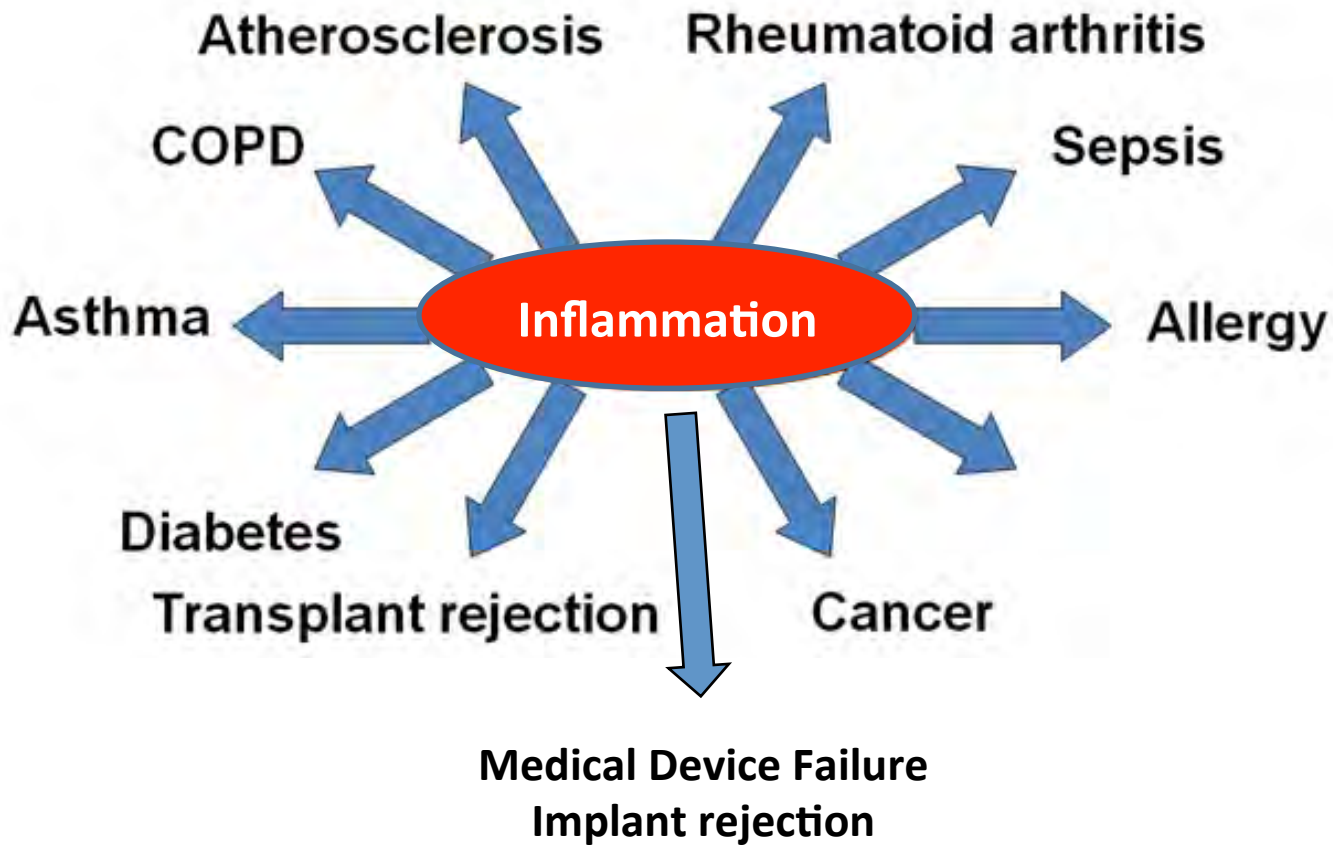 Atherosclerosis
Rheumatoid arthritis
COPD
Sepsis
Asthma
Inflammation
Allergy
Diabetes
Transplant rejection
Cancer
Medical Device Failure
Implant rejection